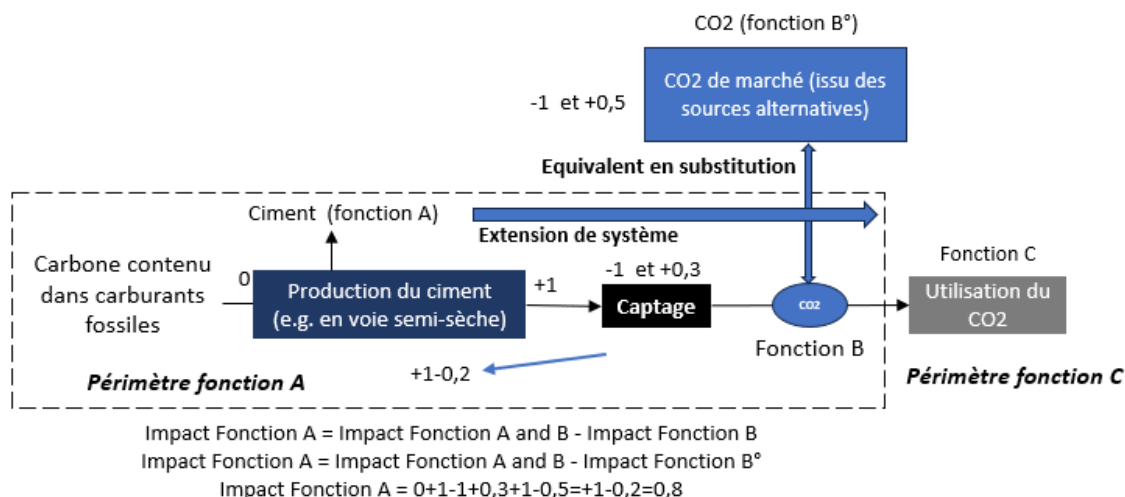 CO2 (fonction B°)
CO2 de marché (issu des
sources alternatives)
-1 et +0,5
Equivalent en substitution
Ciment (fonction A)
Extension de système
Carbone contenu
dans carburants
fossiles
0
Production du ciment
(e.g. en voie semi-sèche)
+1
-1 et +0,3
Captage
CO2
Fonction B
Fonction C
Utilisation du
CO2
+1-0,2
Périmètre fonction A
Périmètre fonction C
Impact Fonction A = Impact Fonction A and B - Impact Fonction B
Impact Fonction A = Impact Fonction A and B - Impact Fonction B°
Impact Fonction A = 0+1-1+0,3+1-0,5=+1-0,2=0,8